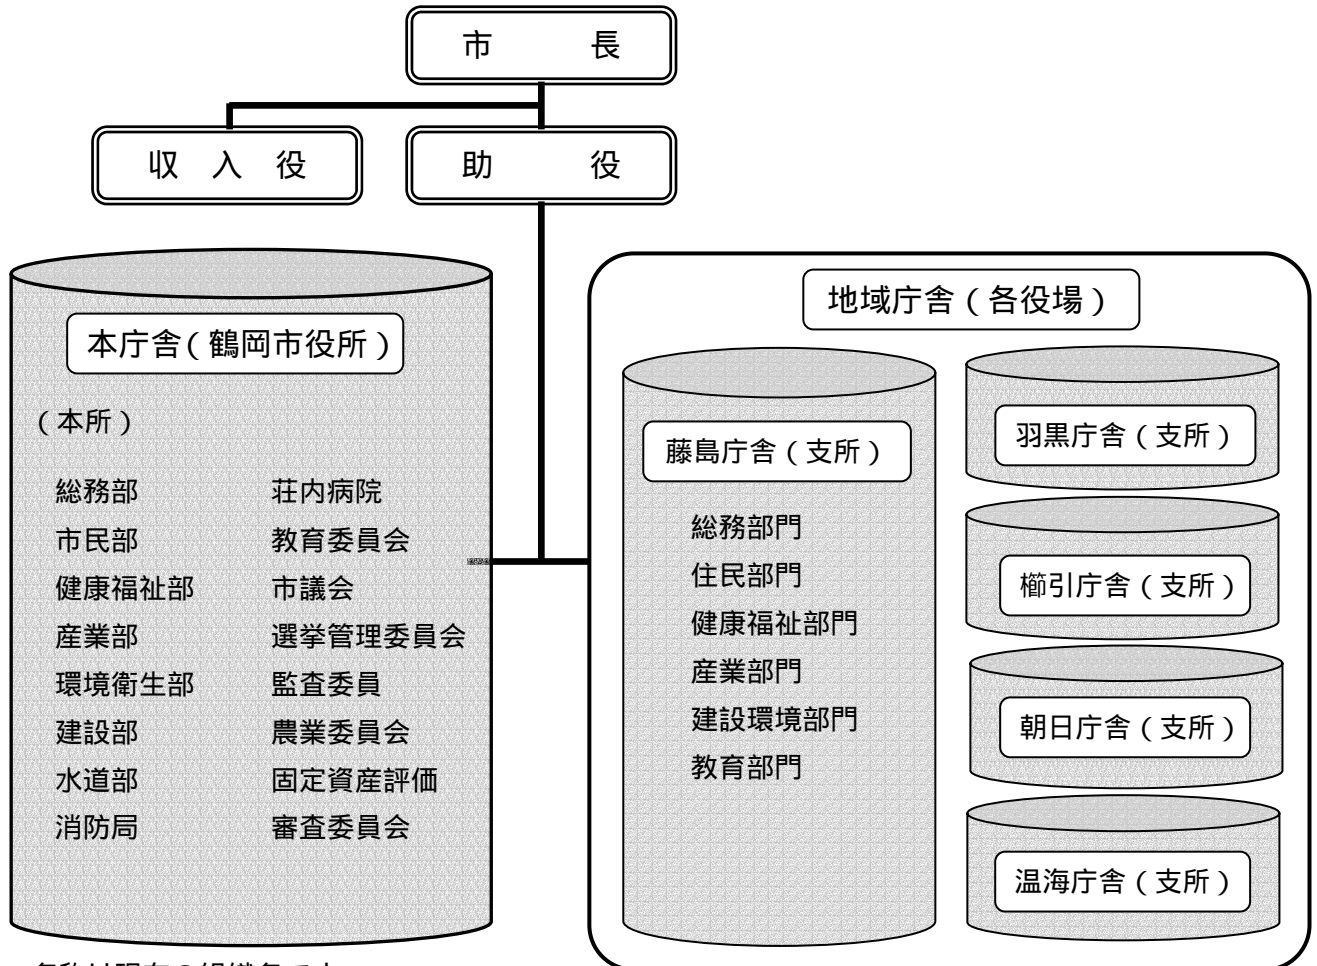 市　　　長
収　入　役
助　　　役
本庁舎（鶴岡市役所）
（本所）
総務部
市民部
健康福祉部
産業部
環境衛生部
建設部
水道部
消防局
荘内病院
教育委員会
市議会
選挙管理委員会
監査委員
農業委員会
固定資産評価
審査委員会
地域庁舎（各役場）
藤島庁舎（支所）
総務部門
住民部門
健康福祉部門
産業部門
建設環境部門
教育部門
羽黒庁舎（支所）
櫛引庁舎（支所）
朝日庁舎（支所）
温海庁舎（支所）